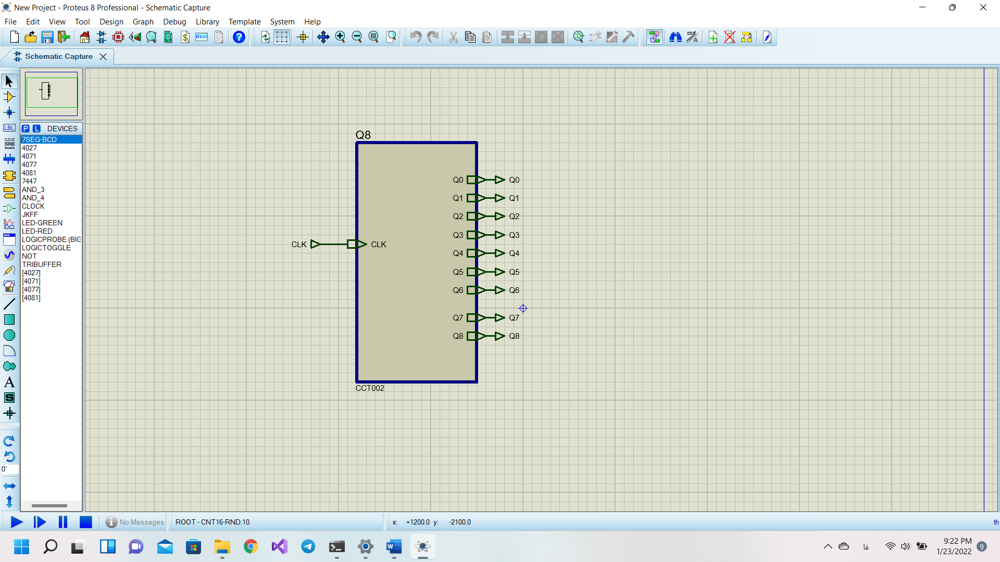 New Project - Proteus 8 Professional - Schematic Capture
File Edit View Tool Design Graph Debug Library Template System Help
Schematic Capture
P L DEVICES
7SEG-BCD
4027
4071
4077
4081
7447
AND_3
AND_4
CLOCK
JKFF
LED-GREEN
LED-RED
LOGICPROBE (BIG
LOGICTOGGLE
NOT
TRIBUFFER
[4027]
[4071]
[4077]
[4081]
LBL
A
S
0°
Q8
Q0 Q0
Q1 Q1
Q2 Q2
Q3 Q3
CLK CLK
Q4 Q4
Q5 Q5
Q6 Q6
Q7 Q7
Q8 Q8
CCT002
No Messages
ROOT - CNT16-RND:10
x: +1200.0 y: -2100.0
th
فا
9:22 PM
1/23/2022
9